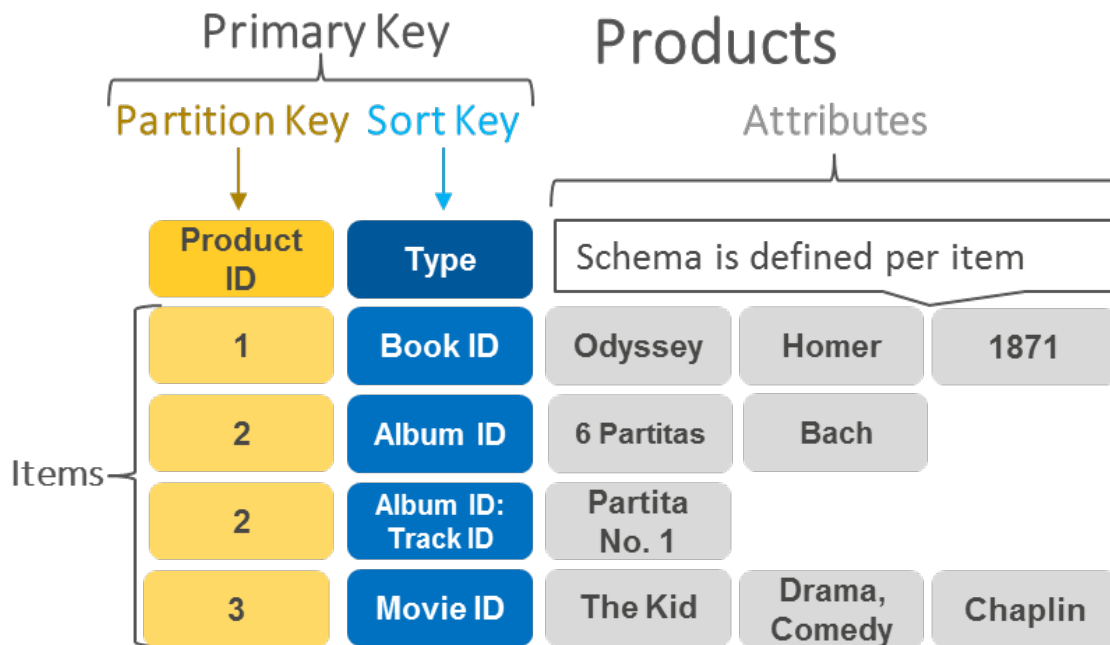 Primary Key
Products
Partition Key
Sort Key
Attributes
Product
ID
Type
Schema is defined per item
Items
1
Book ID
Odyssey
Homer
1871
2
Album ID
6 Partitas
Bach
2
Album ID:
Track ID
Partita
No. 1
3
Movie ID
The Kid
Drama,
Comedy
Chaplin